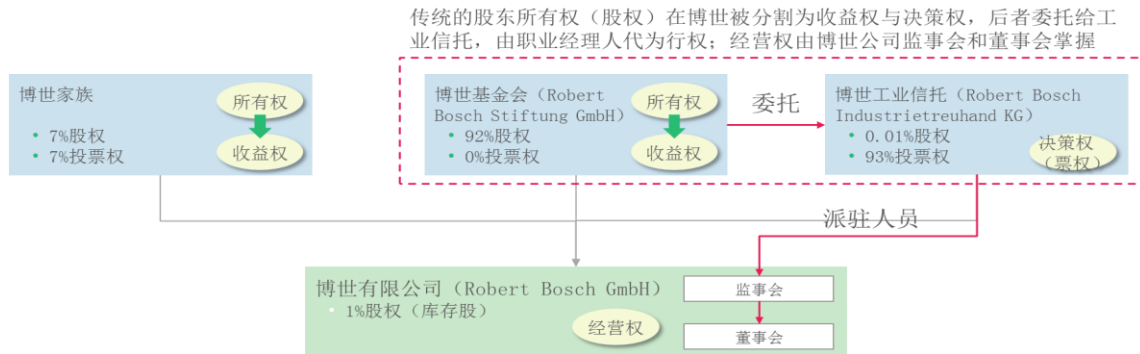 传统的股东所有权（股权）在博世被分割为收益权与决策权，后者委托给工
业信托，由职业经理人代为行权；经营权由博世公司监事会和董事会掌握
博世家族
• 7%股权
• 7%投票权
所有权
收益权
博世基金会（Robert
Bosch Stiftung GmbH）
• 92%股权
• 0%投票权
所有权
收益权
委托
博世工业信托（Robert Bosch
Industrietreuhand KG）
• 0.01%股权
• 93%投票权
决策权
（票权）
派驻人员
博世有限公司（Robert Bosch GmbH）
• 1%股权（库存股）
经营权
监事会
董事会